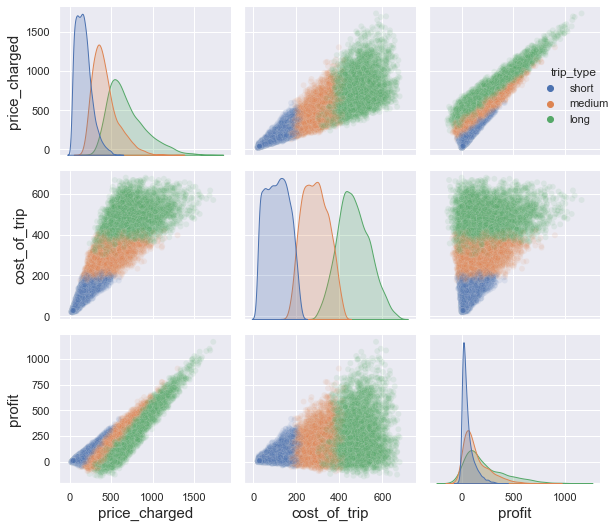 price_charged
1500
1000
500
0
trip_type
short
medium
long
cost_of_trip
600
400
200
0
profit
1000
750
500
250
0
0 500 1000 1500
price_charged
0 200 400 600
cost_of_trip
0 500 1000
profit